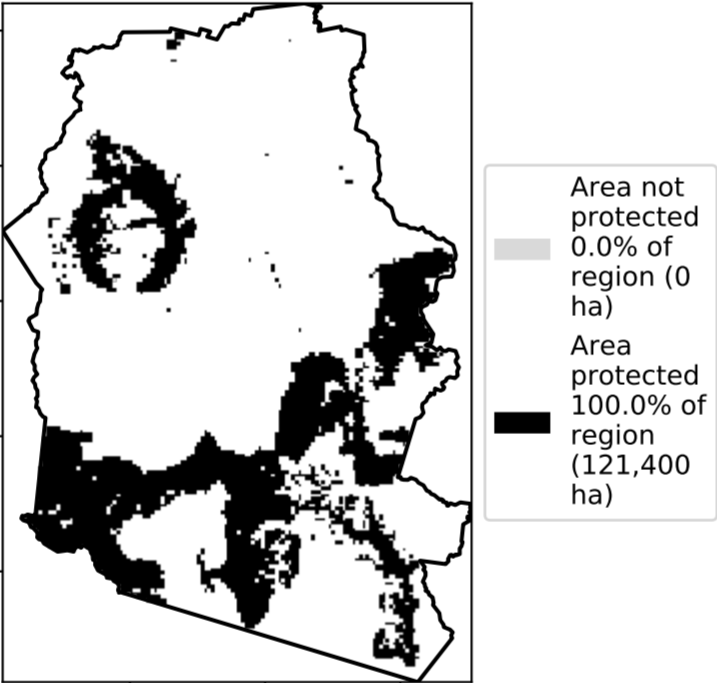 Area not
protected
0.0% of
region (0
ha)
Area
protected
100.0% of
region
(121,400
ha)